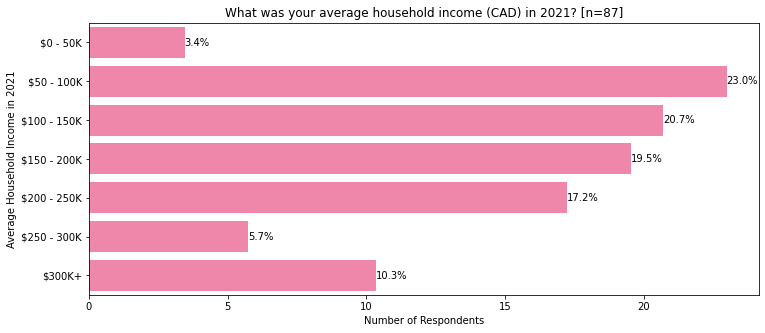 What was your average household income (CAD) in 2021? [n=87]
Average Household Income in 2021
$0 - 50K
3.4%
$50 - 100K
23.0%
$100 - 150K
20.7%
$150 - 200K
19.5%
$200 - 250K
17.2%
$250 - 300K
5.7%
$300K+
10.3%
0 5 10 15 20
Number of Respondents